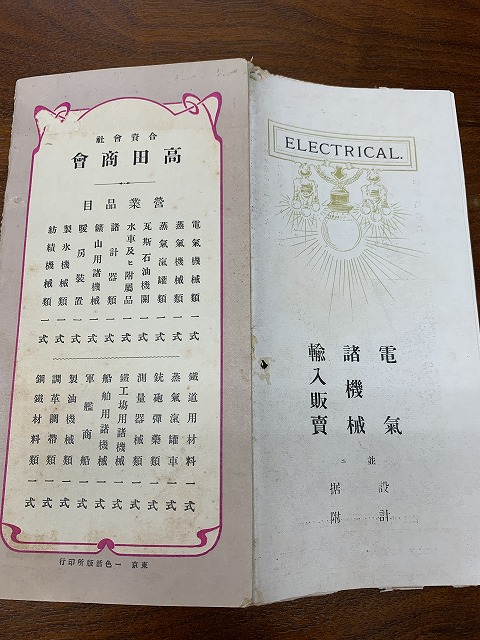 合資會社
高田商會
營業品目
電氣機械類一式
蒸氣機械類一式
蒸氣滊罐類一式
瓦斯石油機關一式
水車及ヒ附屬品一式
諸計器類一式
鑛山用諸機械一式
暖房裝置一式
製氷機械類一式
紡績機械類一式
鐵道用材料一式
蒸氣滊罐車一式
銃砲彈藥類一式
測量器械類一式
鐵工塲用諸機械一式
船舶用諸機械一式
軍艦商船一式
製油機械類一式
調革調帶類一式
鋼鐵材料類一式
東京一色活版所印行
ELECTRICAL.
電氣
諸機械
輸入販賣
並ニ
設計
据附